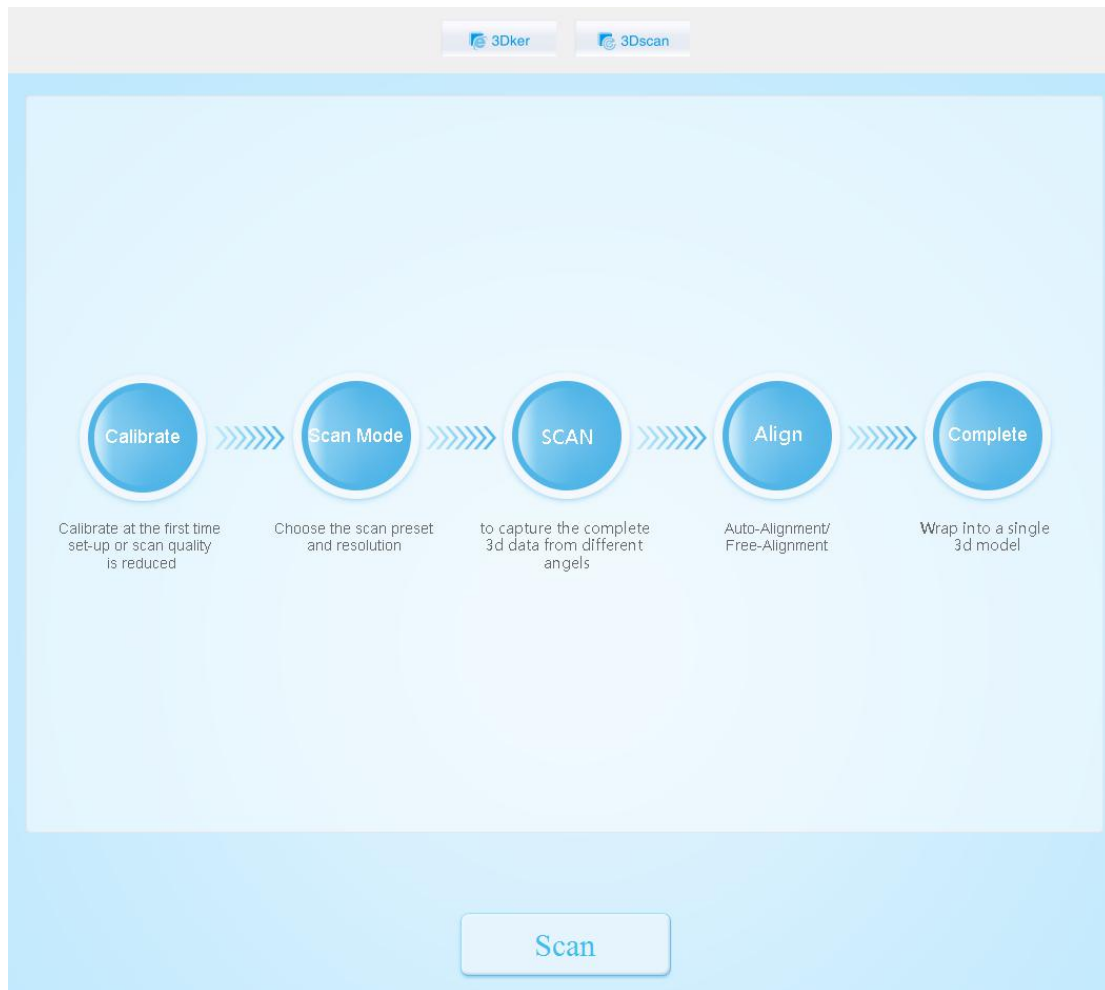 3Dker
3Dscan
Calibrate
Scan Mode
SCAN
Align
Complete
Calibrate at the first time
set-up or scan quality
is reduced
Choose the scan preset
and resolution
to capture the complete
3d data from different
angels
Auto-Alignment/
Free-Alignment
Wrap into a single
3d model
Scan